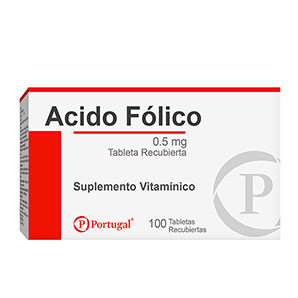 Acido Fólico
0.5 mg
Tableta Recubierta
Suplemento Vitamínico
P Portugal®
100 Tabletas
Recubiertas
P